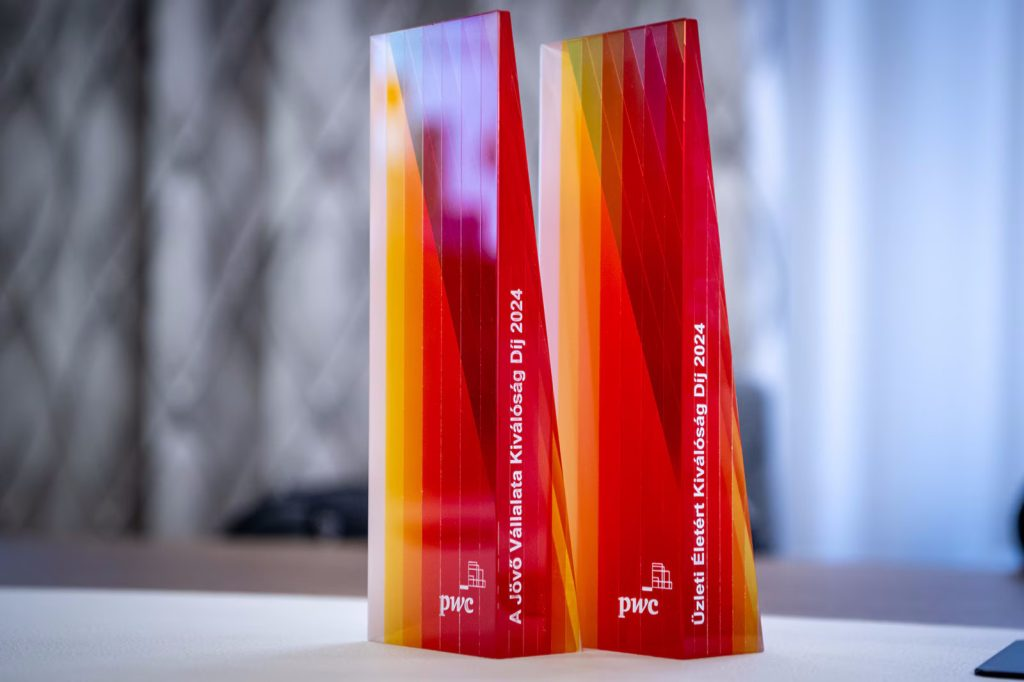 A Jövő Vállalata Kiválóság Díj 2024
pwc
Üzleti Életért Kiválóság Díj 2024
pwc